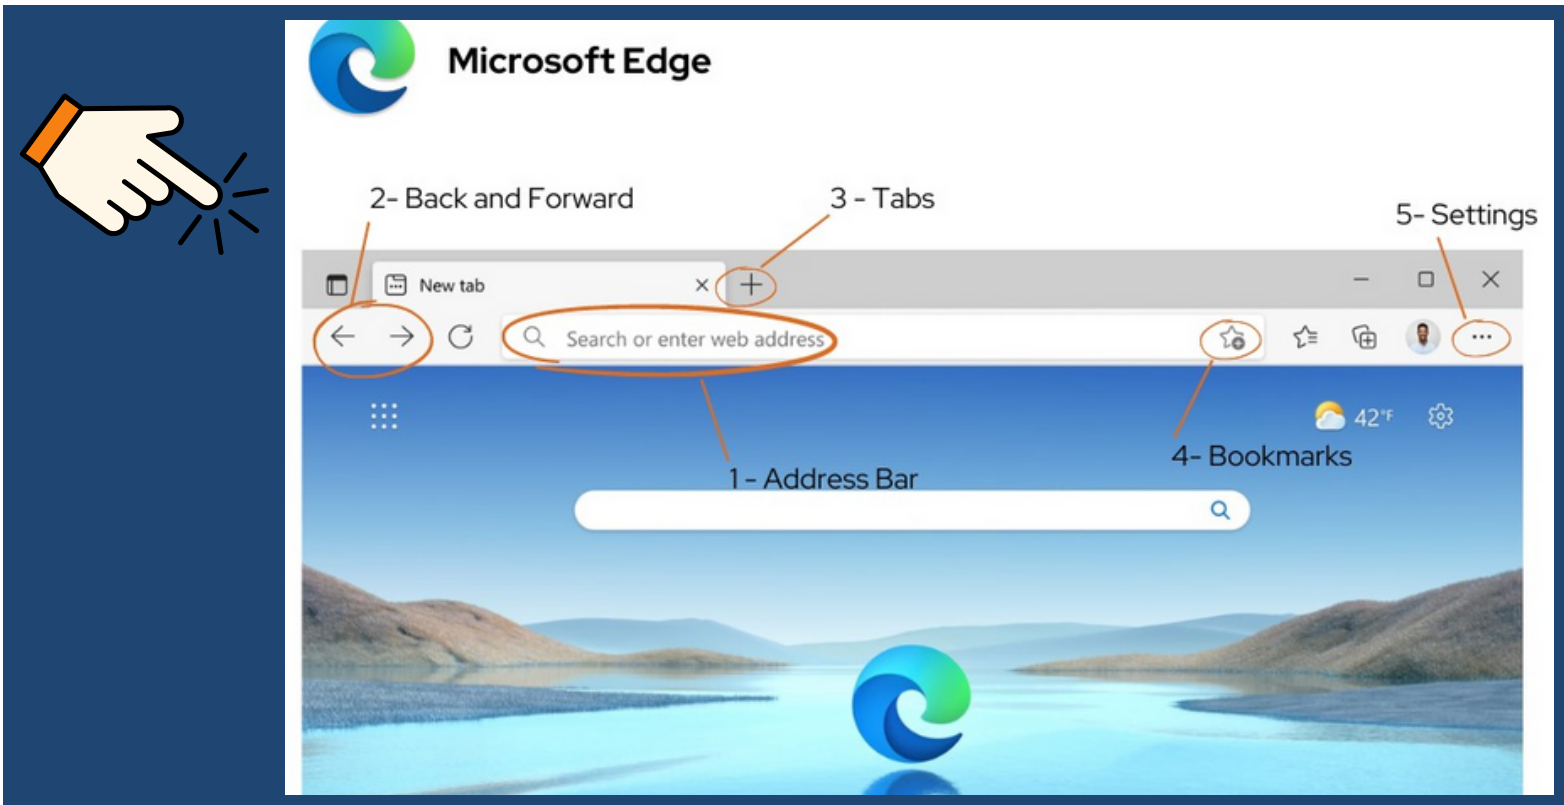 Microsoft Edge
2- Back and Forward
3 - Tabs
5- Settings
New tab
Search or enter web address
42°F
4- Bookmarks
1 - Address Bar